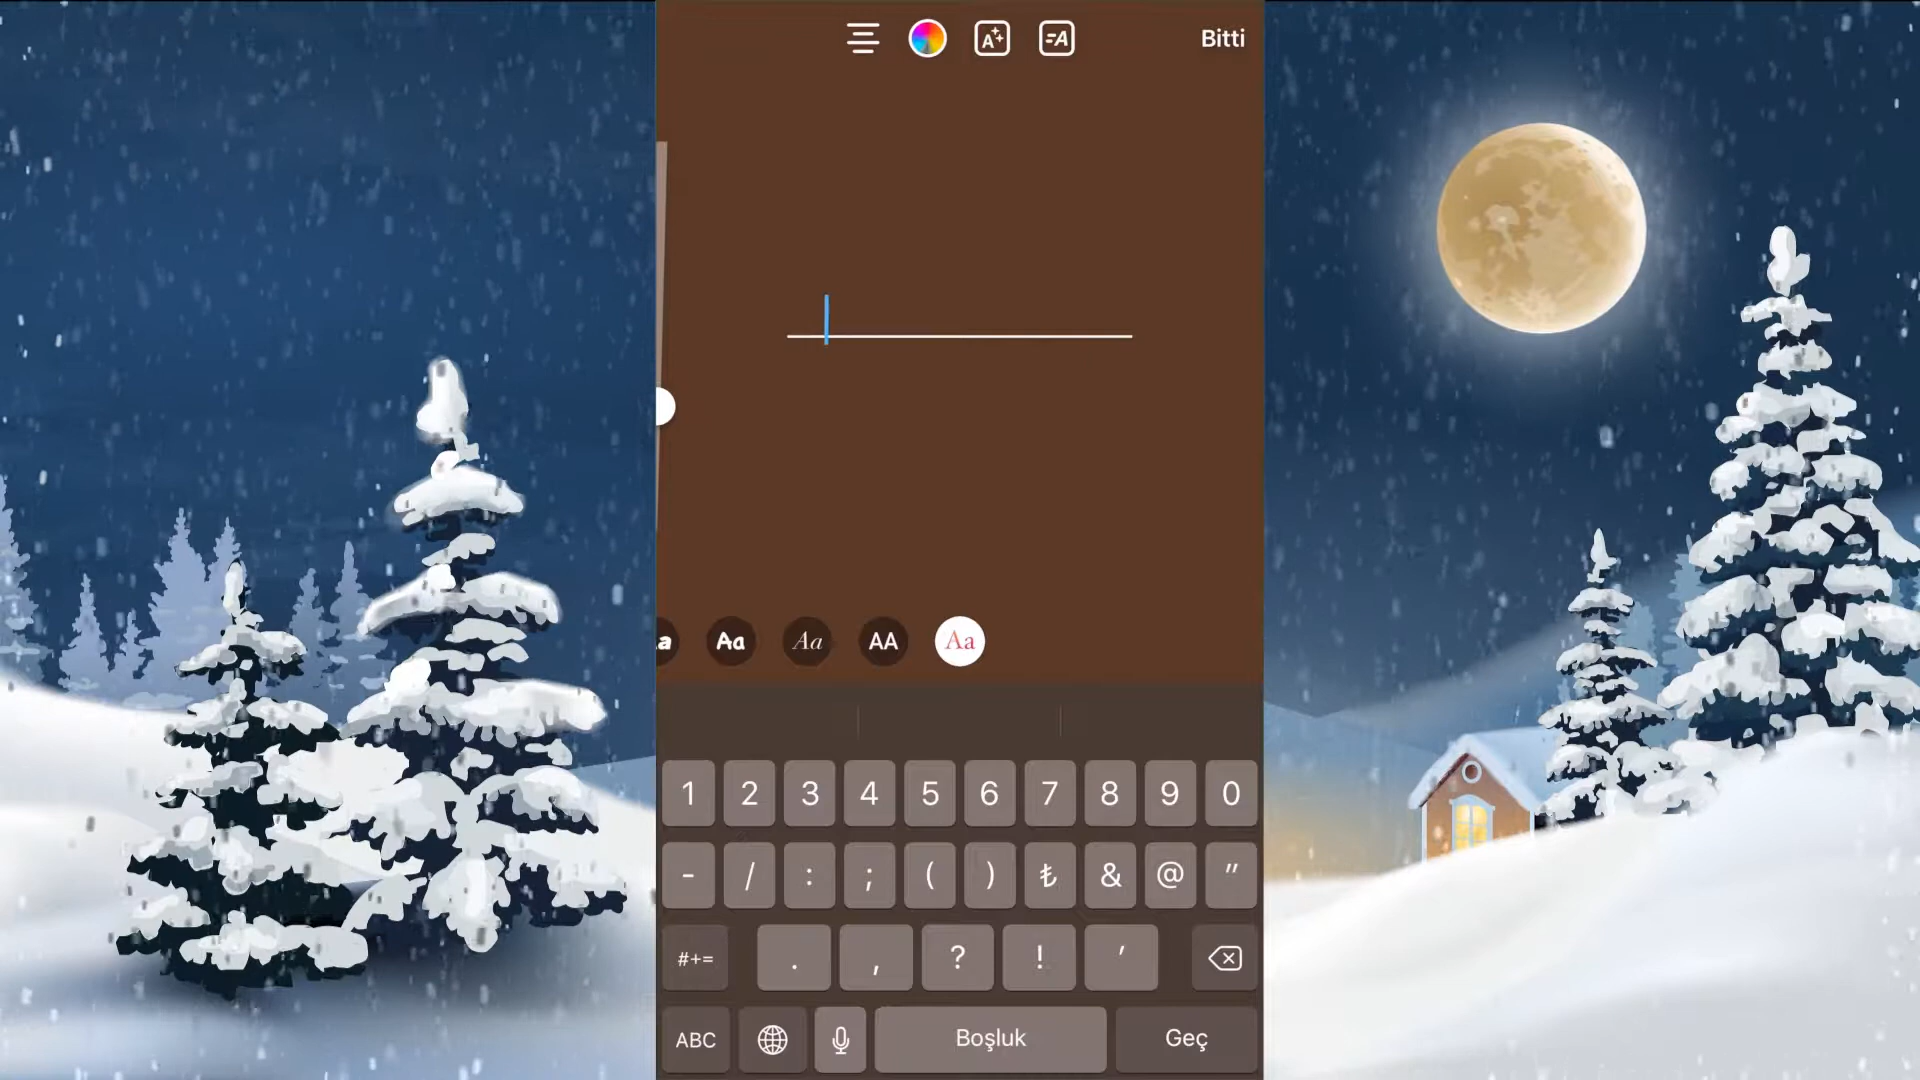 Bitti
a Aa Aa AA Aa
1 2 3 4 5 6 7 8 9 0
- / : ; ( ) ₺ & @ "
#+= . , ? ! '
ABC Boşluk Geç